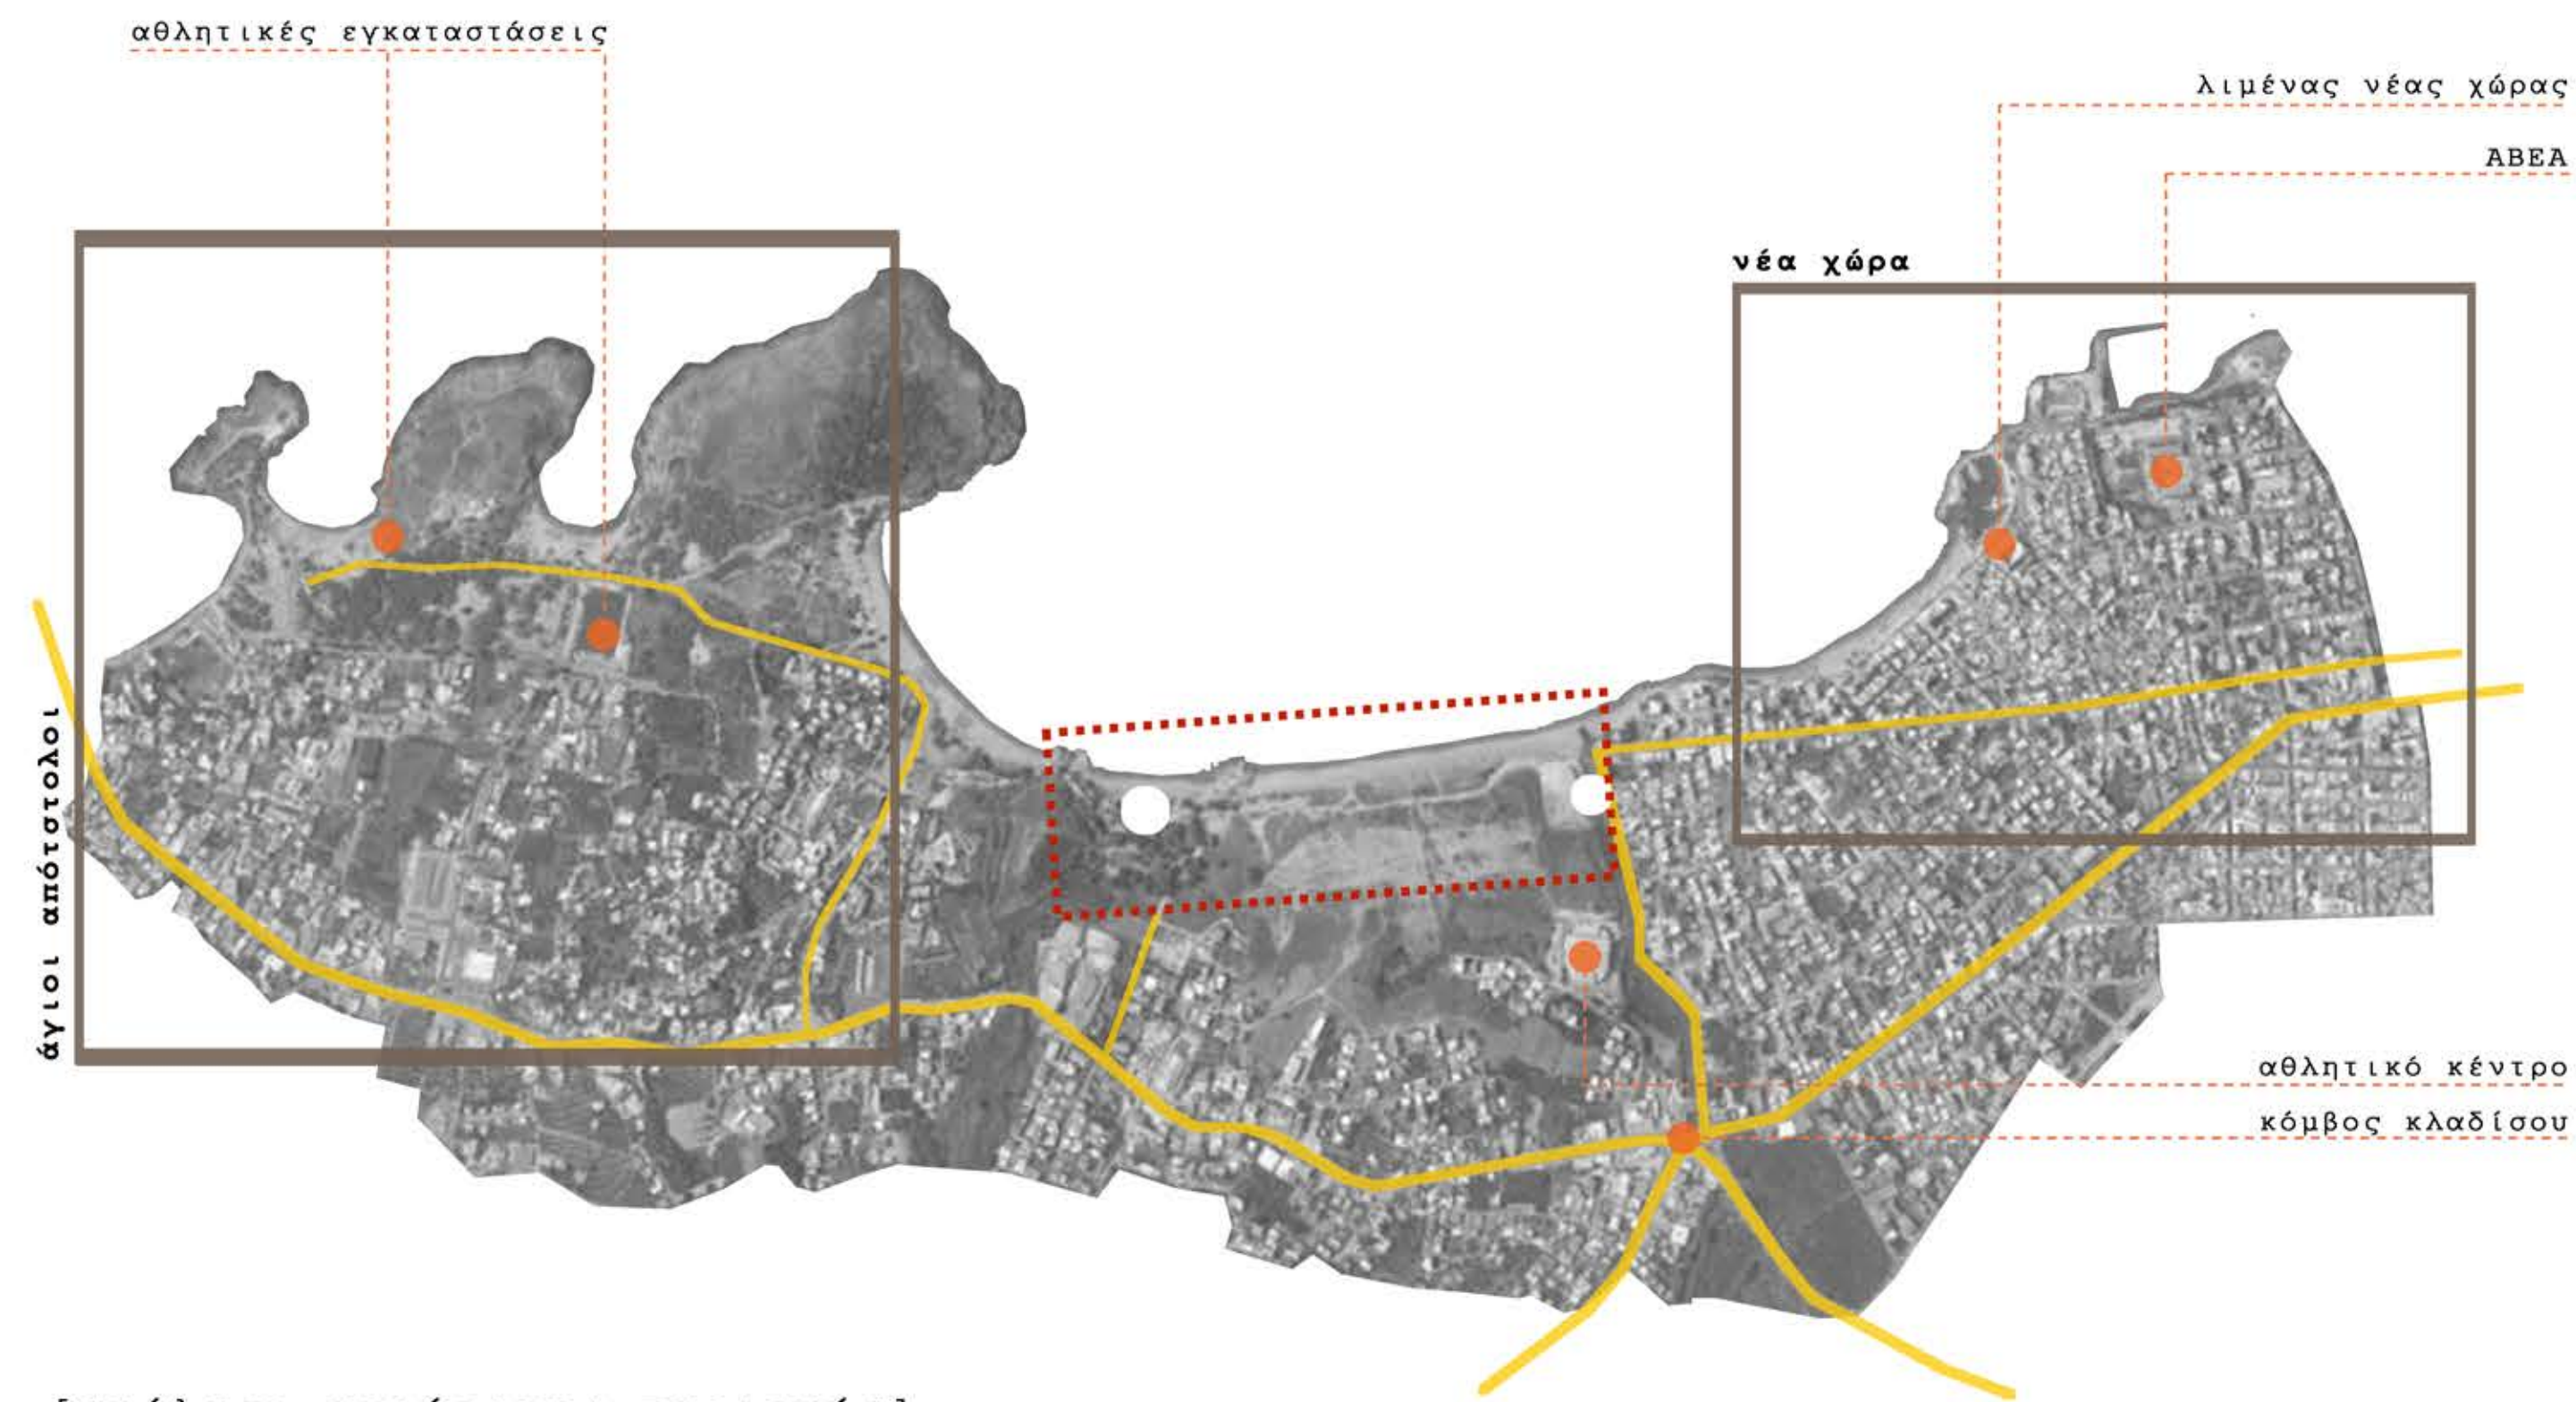 αθλητικές εγκαταστάσεις
λιμένας νέας χώρας
ΑΒΕΑ
νέα χώρα
άγιοι απόστολοι
αθλητικό κέντρο
κόμβος κλαδίσου